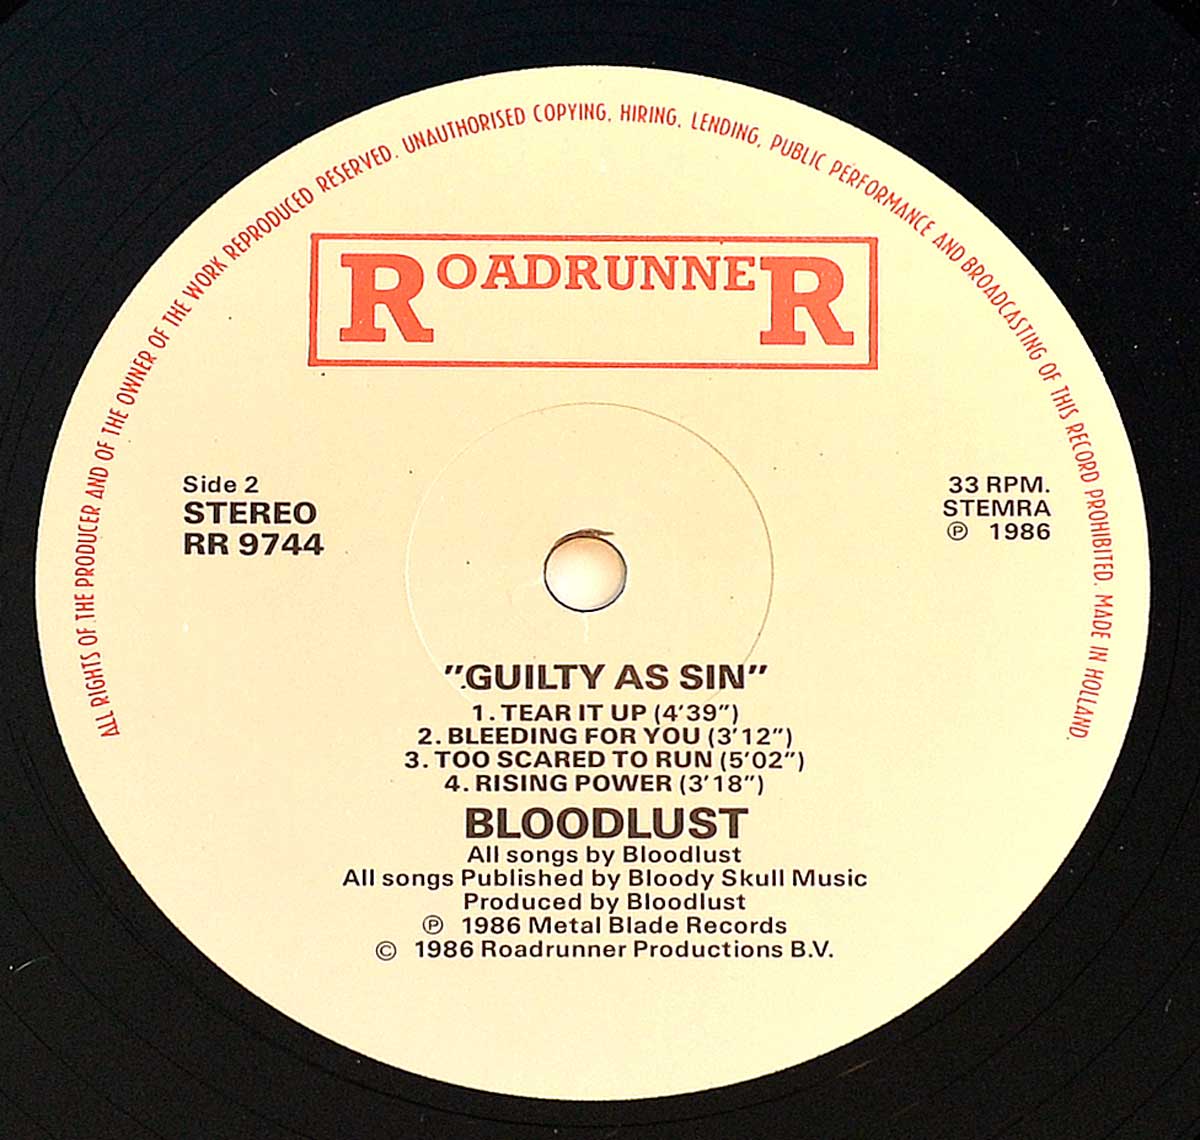 ALL RIGHTS OF THE PRODUCER AND OF THE OWNER OF THE WORK REPRODUCED RESERVED. UNAUTHORISED COPYING, HIRING, LENDING, PUBLIC PERFORMANCE AND BROADCASTING OF THIS RECORD PROHIBITED. MADE IN HOLLAND.
ROADRUNNER
Side 2
STEREO
RR 9744
33 RPM.
STEMRA
℗ 1986
"GUILTY AS SIN"
1. TEAR IT UP (4'39")
2. BLEEDING FOR YOU (3'12")
3. TOO SCARED TO RUN (5'02")
4. RISING POWER (3'18")
BLOODLUST
All songs by Bloodlust
All songs Published by Bloody Skull Music
Produced by Bloodlust
℗ 1986 Metal Blade Records
© 1986 Roadrunner Productions B.V.